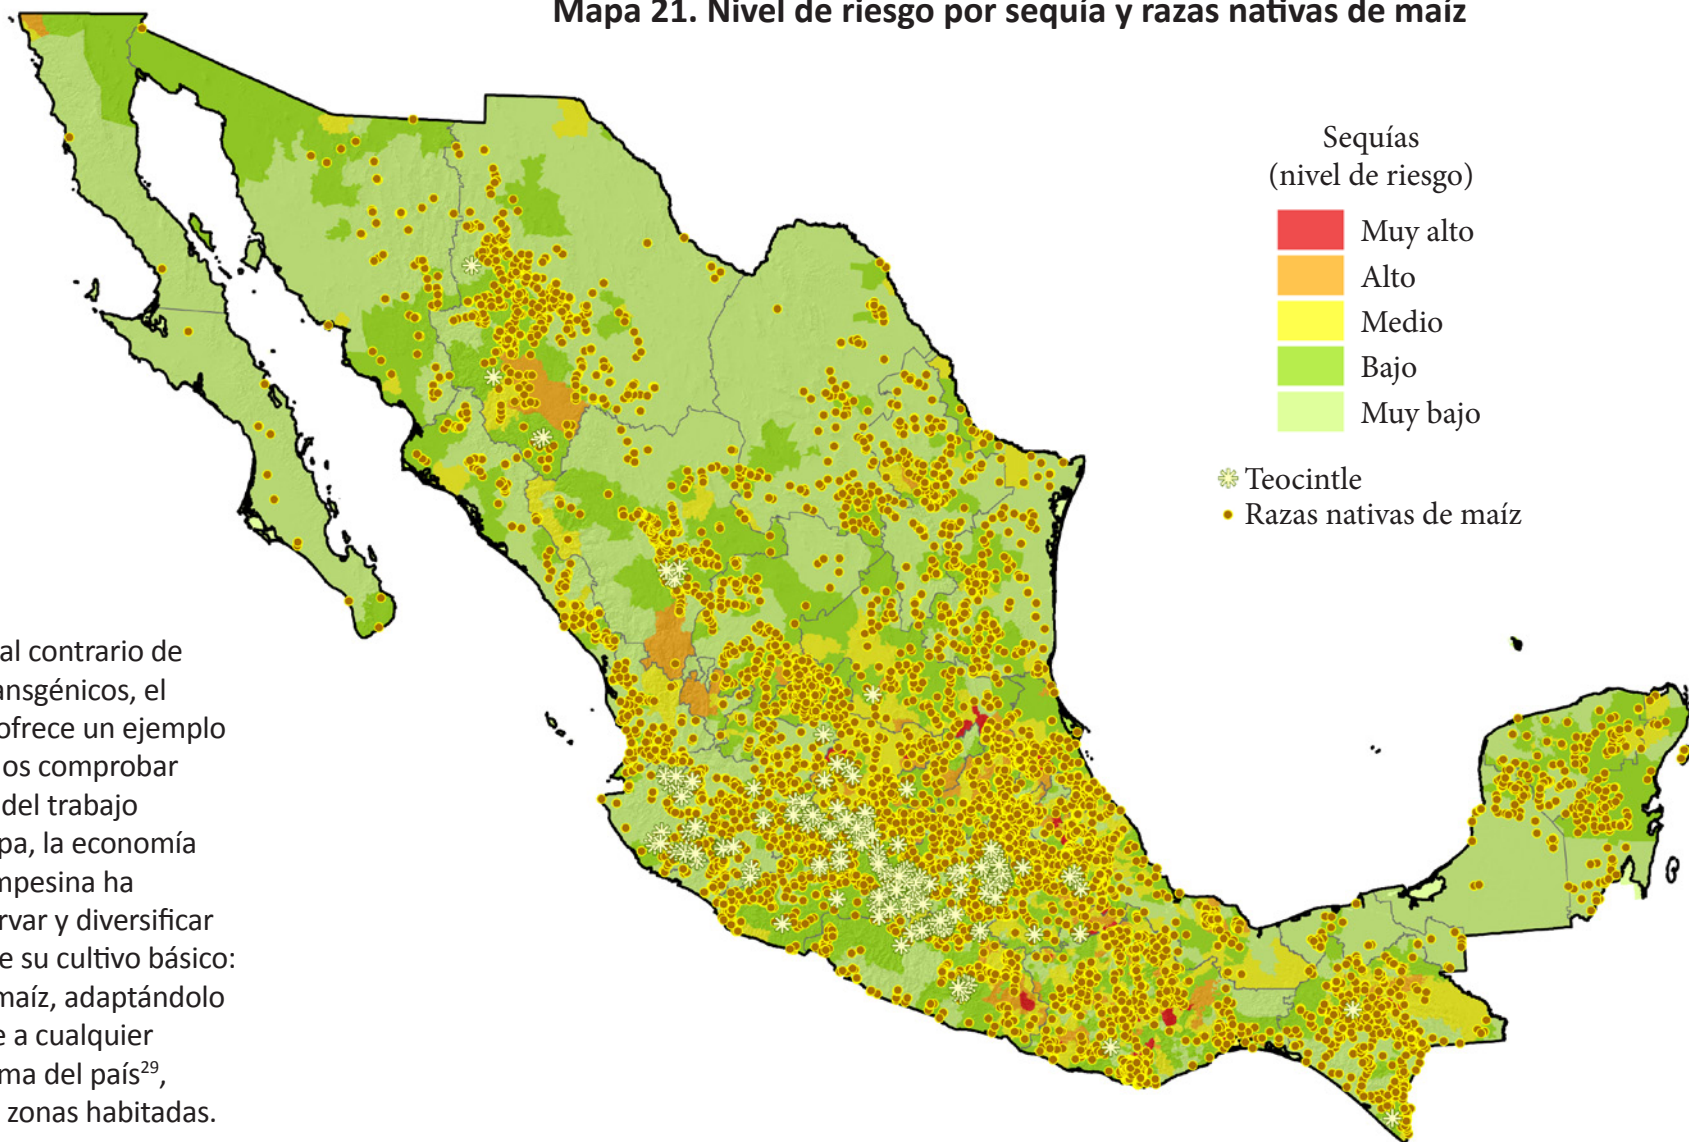 Mapa 21. Nivel de riesgo por sequía y razas nativas de maíz
Sequías
(nivel de riesgo)
Muy alto
Alto
Medio
Bajo
Muy bajo
Teocintle
Razas nativas de maíz
al contrario de
ansgénicos, el
ofrece un ejemplo
os comprobar
del trabajo
pa, la economía
mpesina ha
rvar y diversificar
e su cultivo básico:
maíz, adaptándolo
e a cualquier
ma del país²⁹,
zonas habitadas.